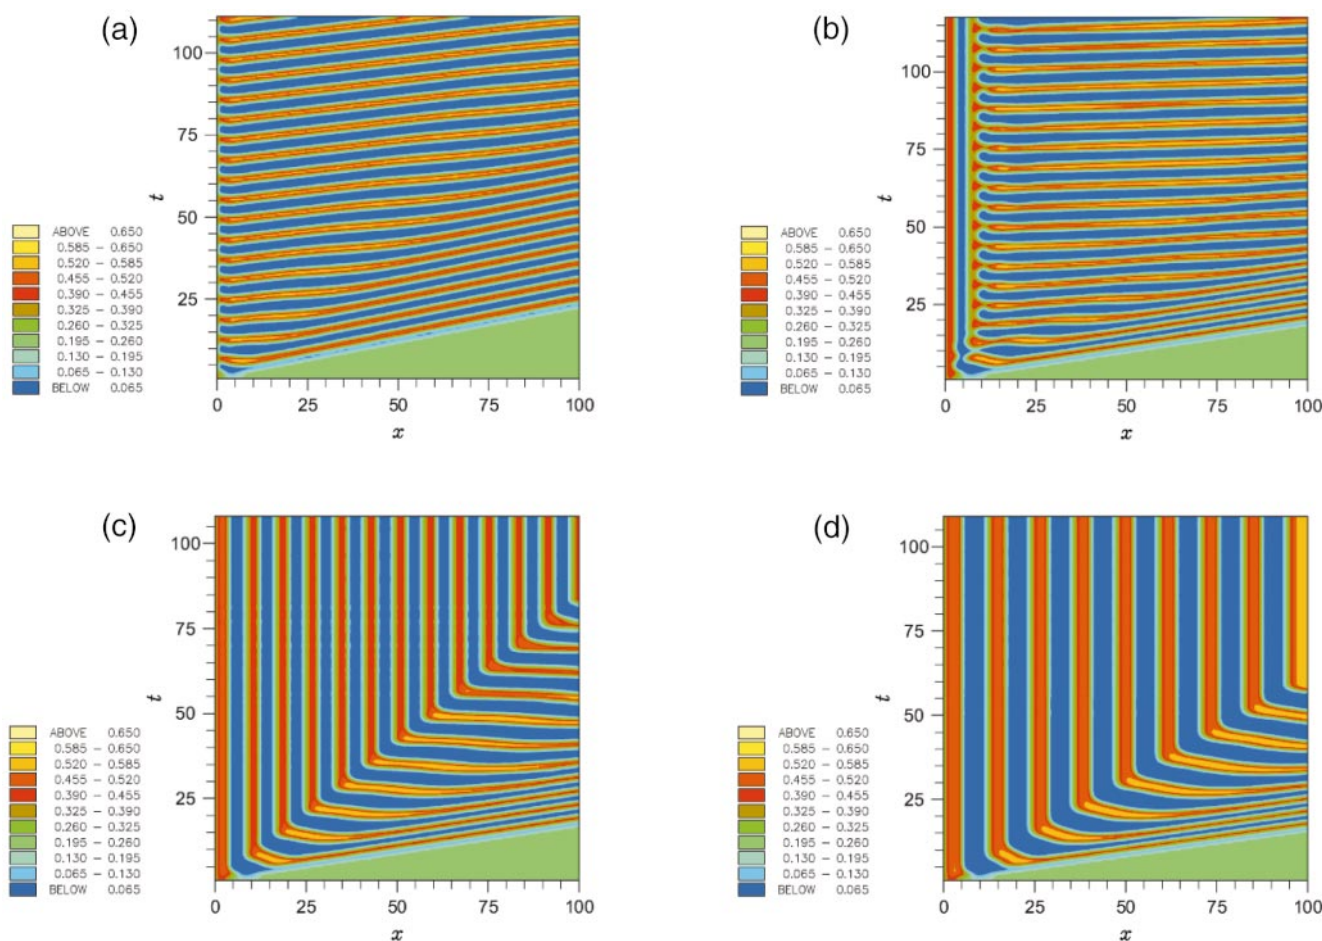 (a)
100
75
50
25
t
0 25 50 75 100
x
ABOVE 0.650
0.585 – 0.650
0.520 – 0.585
0.455 – 0.520
0.390 – 0.455
0.325 – 0.390
0.260 – 0.325
0.195 – 0.260
0.130 – 0.195
0.065 – 0.130
BELOW 0.065
(b)
100
75
50
25
t
0 25 50 75 100
x
ABOVE 0.650
0.585 – 0.650
0.520 – 0.585
0.455 – 0.520
0.390 – 0.455
0.325 – 0.390
0.260 – 0.325
0.195 – 0.260
0.130 – 0.195
0.065 – 0.130
BELOW 0.065
(c)
100
75
50
25
t
0 25 50 75 100
x
ABOVE 0.650
0.585 – 0.650
0.520 – 0.585
0.455 – 0.520
0.390 – 0.455
0.325 – 0.390
0.260 – 0.325
0.195 – 0.260
0.130 – 0.195
0.065 – 0.130
BELOW 0.065
(d)
100
75
50
25
t
0 25 50 75 100
x
ABOVE 0.650
0.585 – 0.650
0.520 – 0.585
0.455 – 0.520
0.390 – 0.455
0.325 – 0.390
0.260 – 0.325
0.195 – 0.260
0.130 – 0.195
0.065 – 0.130
BELOW 0.065